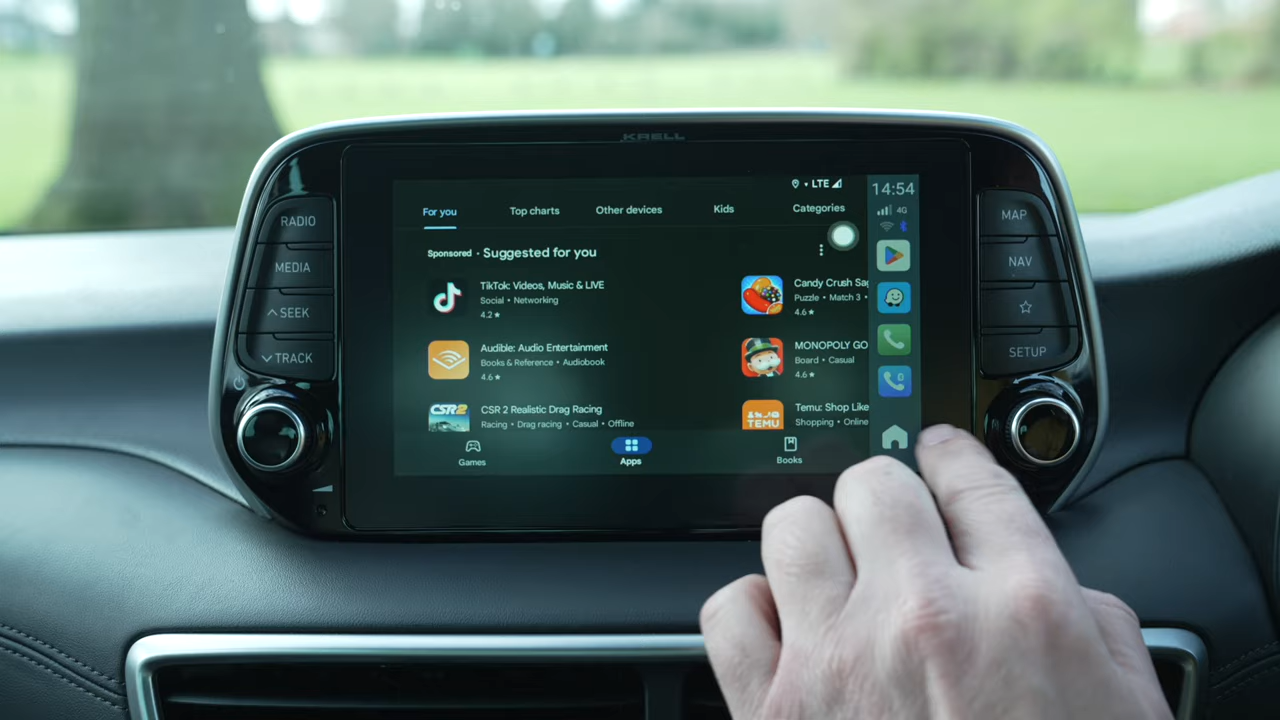 KRELL
RADIO
MEDIA
SEEK
TRACK
LTE
For you
Top charts
Other devices
Kids
Categories
Sponsored • Suggested for you
TikTok: Videos, Music & LIVE
Social • Networking
4.2 ★
Candy Crush Sag
Puzzle • Match 3 •
4.6 ★
Audible: Audio Entertainment
Books & Reference • Audiobook
4.6 ★
MONOPOLY GO
Board • Casual
4.6 ★
CSR2
CSR 2 Realistic Drag Racing
Racing • Drag racing • Casual • Offline
TEMU
Temu: Shop Like
Shopping • Online
Games
Apps
Books
14:54
4G
MAP
NAV
SETUP